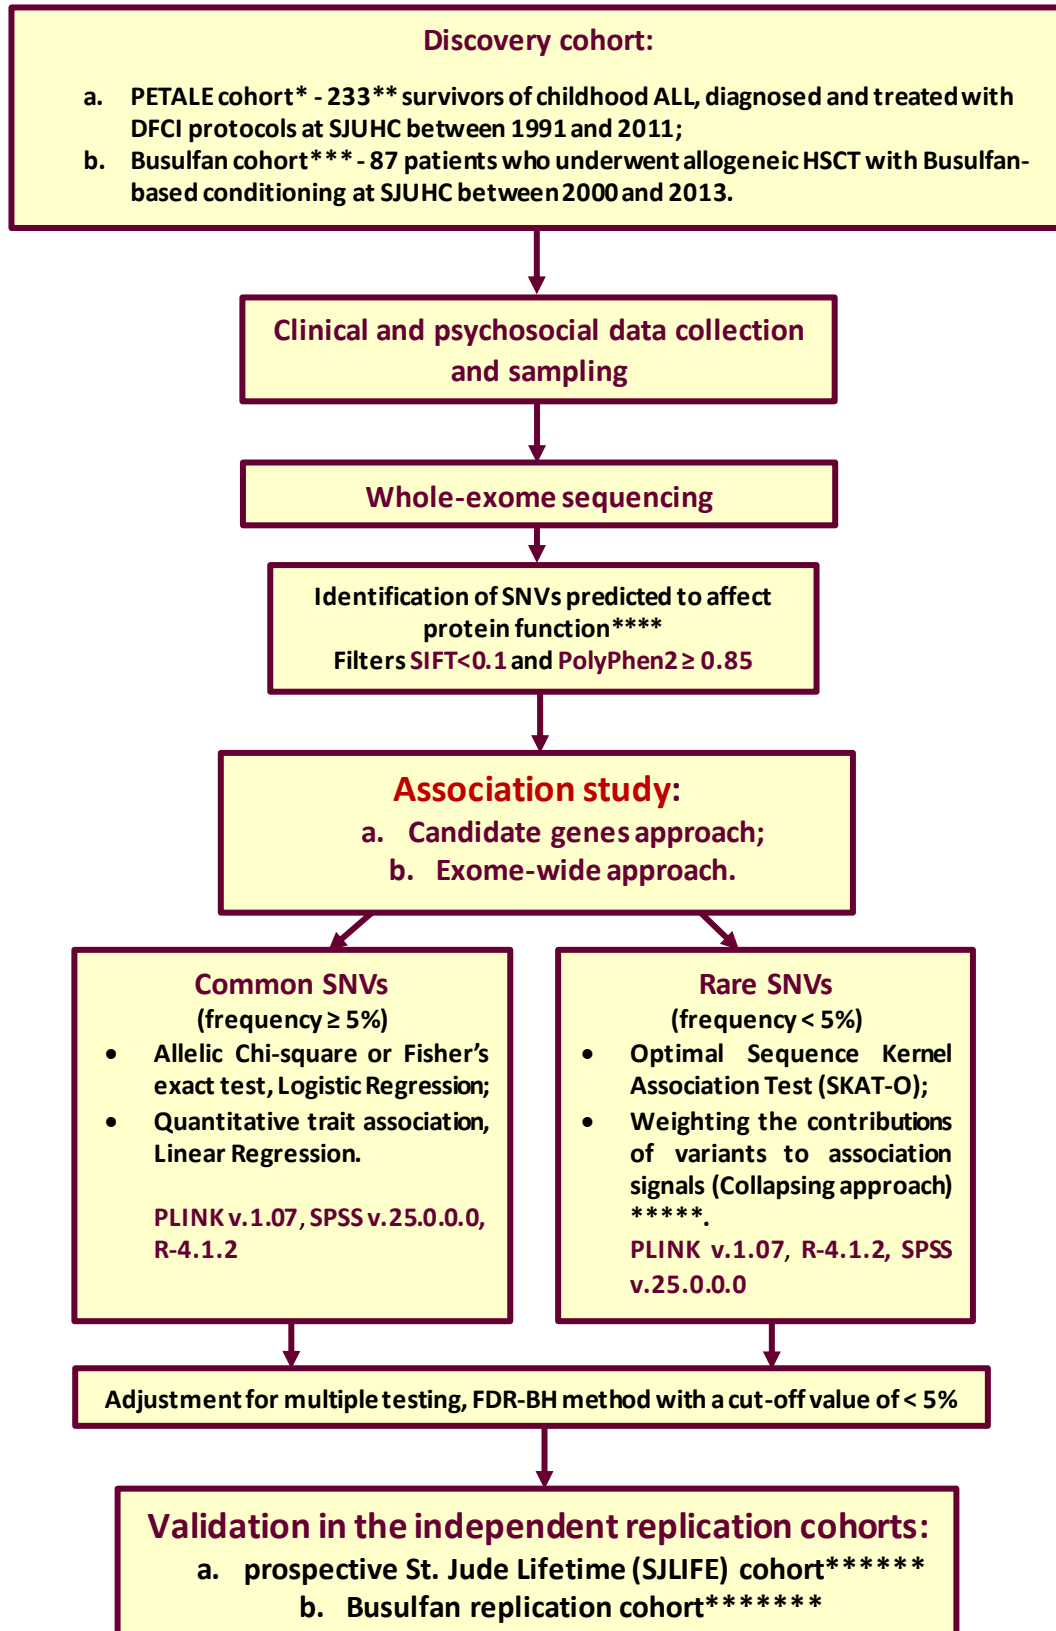 Discovery cohort:
a. PETALE cohort* - 233** survivors of childhood ALL, diagnosed and treated with
DFCI protocols at SJUHC between 1991 and 2011;
b. Busulfan cohort*** - 87 patients who underwent allogeneic HSCT with Busulfan-
based conditioning at SJUHC between 2000 and 2013.
Clinical and psychosocial data collection
and sampling
Whole-exome sequencing
Identification of SNVs predicted to affect
protein function****
Filters SIFT<0.1 and PolyPhen2 ≥ 0.85
Association study:
a. Candidate genes approach;
b. Exome-wide approach.
Common SNVs
(frequency ≥ 5%)
• Allelic Chi-square or Fisher's
exact test, Logistic Regression;
• Quantitative trait association,
Linear Regression.
PLINK v.1.07, SPSS v.25.0.0.0,
R-4.1.2
Rare SNVs
(frequency < 5%)
• Optimal Sequence Kernel
Association Test (SKAT-O);
• Weighting the contributions
of variants to association
signals (Collapsing approach)
*****.
PLINK v.1.07, R-4.1.2, SPSS
v.25.0.0.0
Adjustment for multiple testing, FDR-BH method with a cut-off value of < 5%
Validation in the independent replication cohorts:
a. prospective St. Jude Lifetime (SJLIFE) cohort******
b. Busulfan replication cohort*******